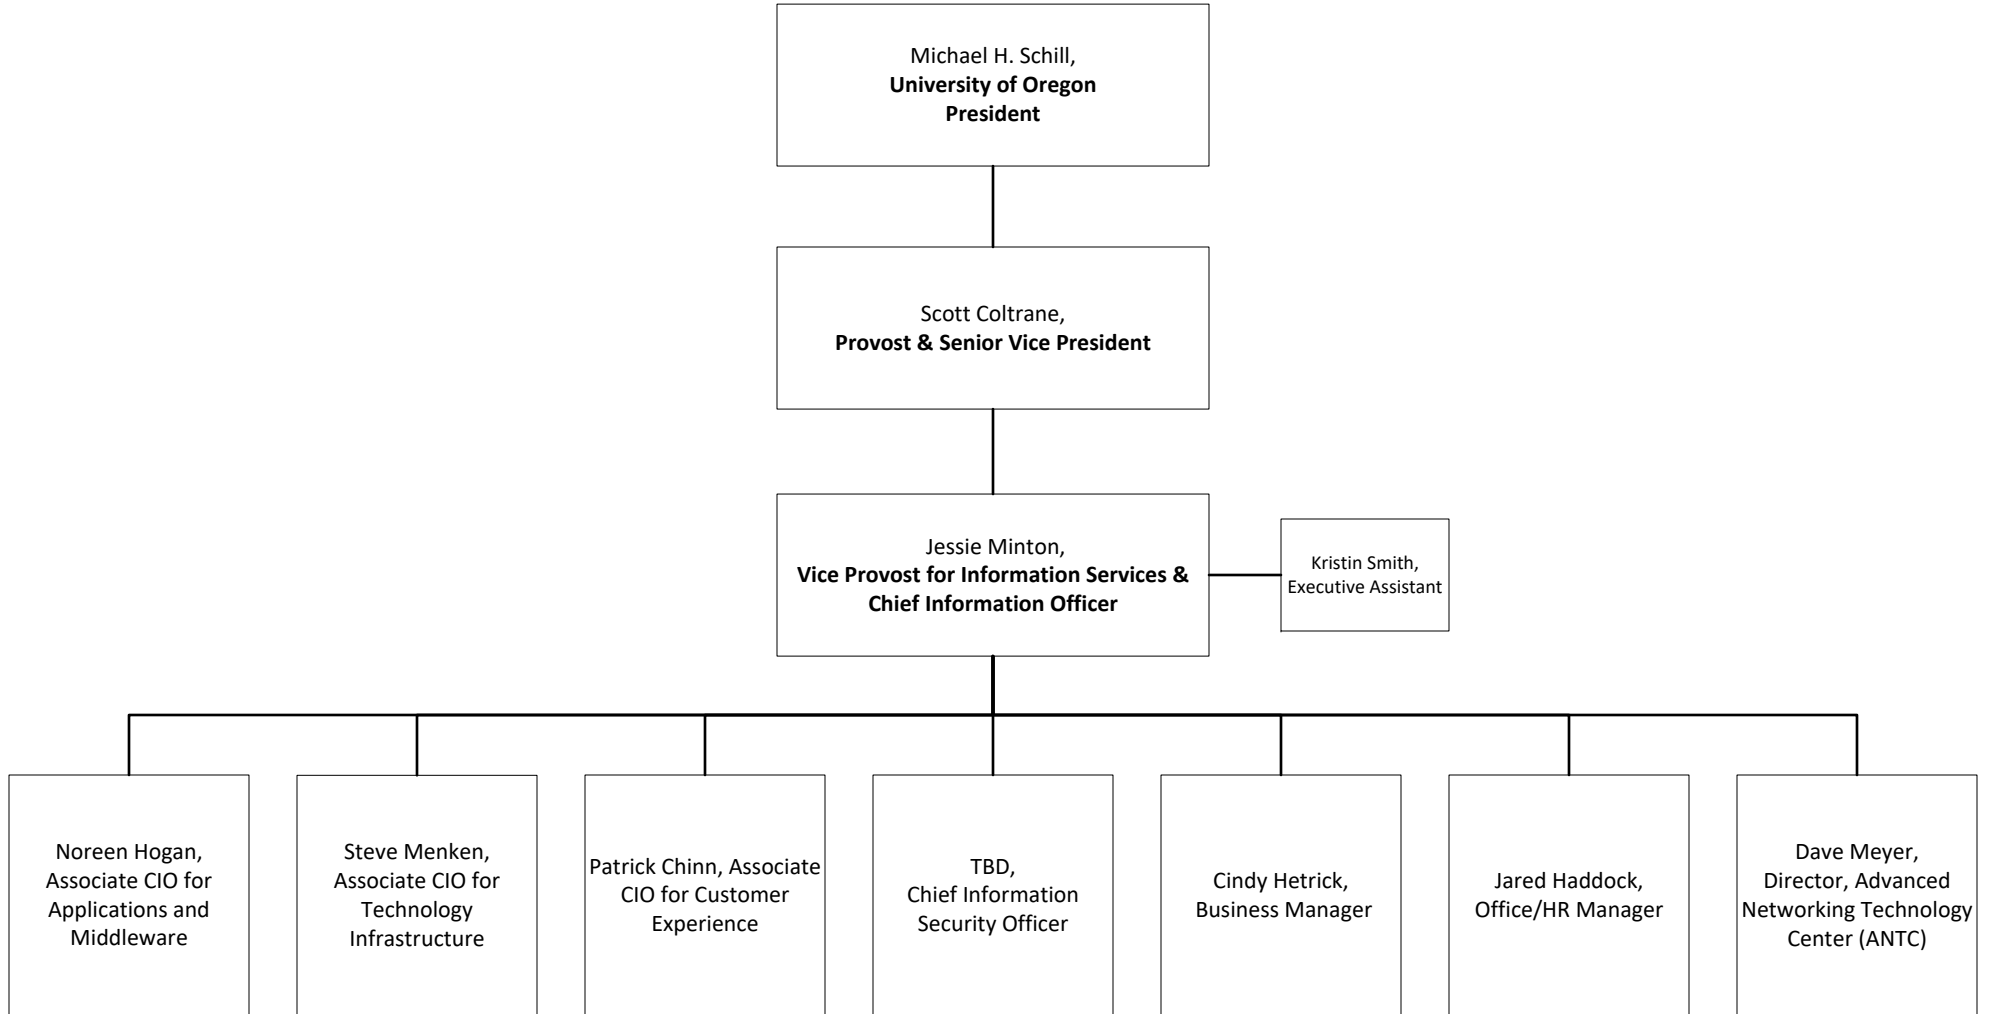 Michael H. Schill,
University of Oregon
President
Scott Coltrane,
Provost & Senior Vice President
Jessie Minton,
Vice Provost for Information Services &
Chief Information Officer
Kristin Smith,
Executive Assistant
Noreen Hogan,
Associate CIO for
Applications and
Middleware
Steve Menken,
Associate CIO for
Technology
Infrastructure
Patrick Chinn, Associate
CIO for Customer
Experience
TBD,
Chief Information
Security Officer
Cindy Hetrick,
Business Manager
Jared Haddock,
Office/HR Manager
Dave Meyer,
Director, Advanced
Networking Technology
Center (ANTC)